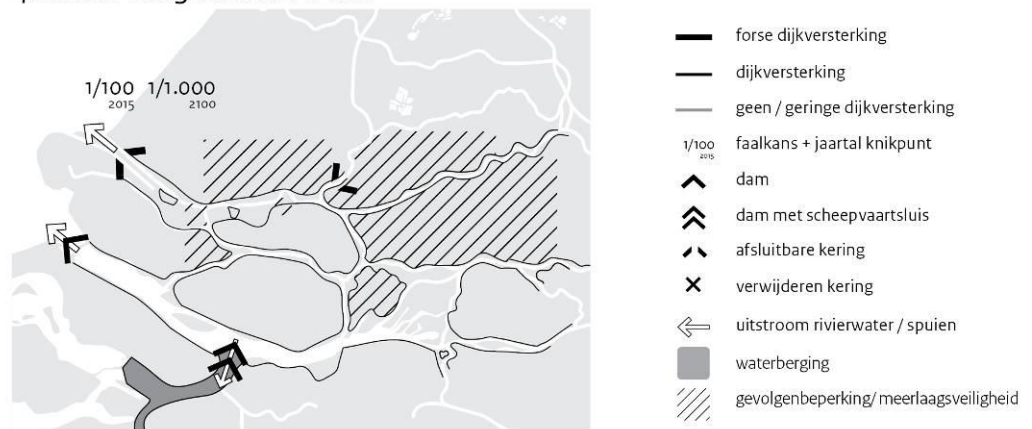 1/100 1/1.000
2015 2100
forse dijkversterking
dijkversterking
geen / geringe dijkversterking
1/100 faalkans + jaartal knikpunt
2015
dam
dam met scheepvaartsluis
afsluitbare kering
verwijderen kering
uitstroom rivierwater / spuien
waterberging
gevolgenbeperking/ meerlaagsveiligheid